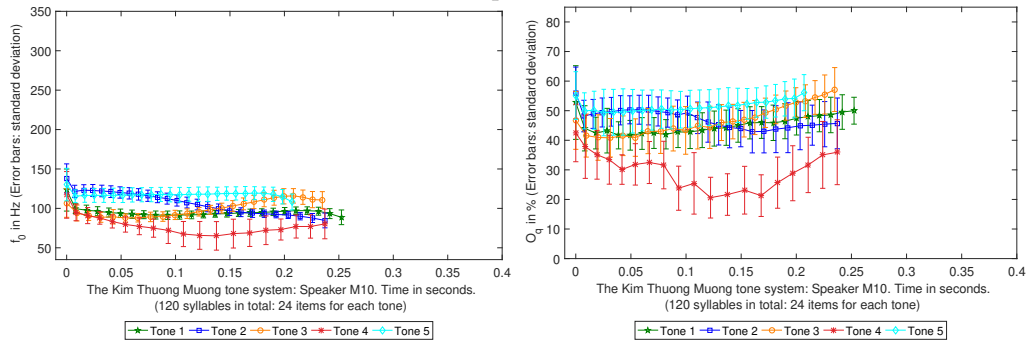 f0 in Hz (Error bars: standard deviation)
350
300
250
200
150
100
50
0 0.05 0.1 0.15 0.2 0.25 0.3 0.35 0.4
The Kim Thuong Muong tone system: Speaker M10. Time in seconds.
(120 syllables in total: 24 items for each tone)
Tone 1 Tone 2 Tone 3 Tone 4 Tone 5
Oq in % (Error bars: standard deviation)
80
70
60
50
40
30
20
10
0
0 0.05 0.1 0.15 0.2 0.25 0.3 0.35 0.4
The Kim Thuong Muong tone system: Speaker M10. Time in seconds.
(120 syllables in total: 24 items for each tone)
Tone 1 Tone 2 Tone 3 Tone 4 Tone 5